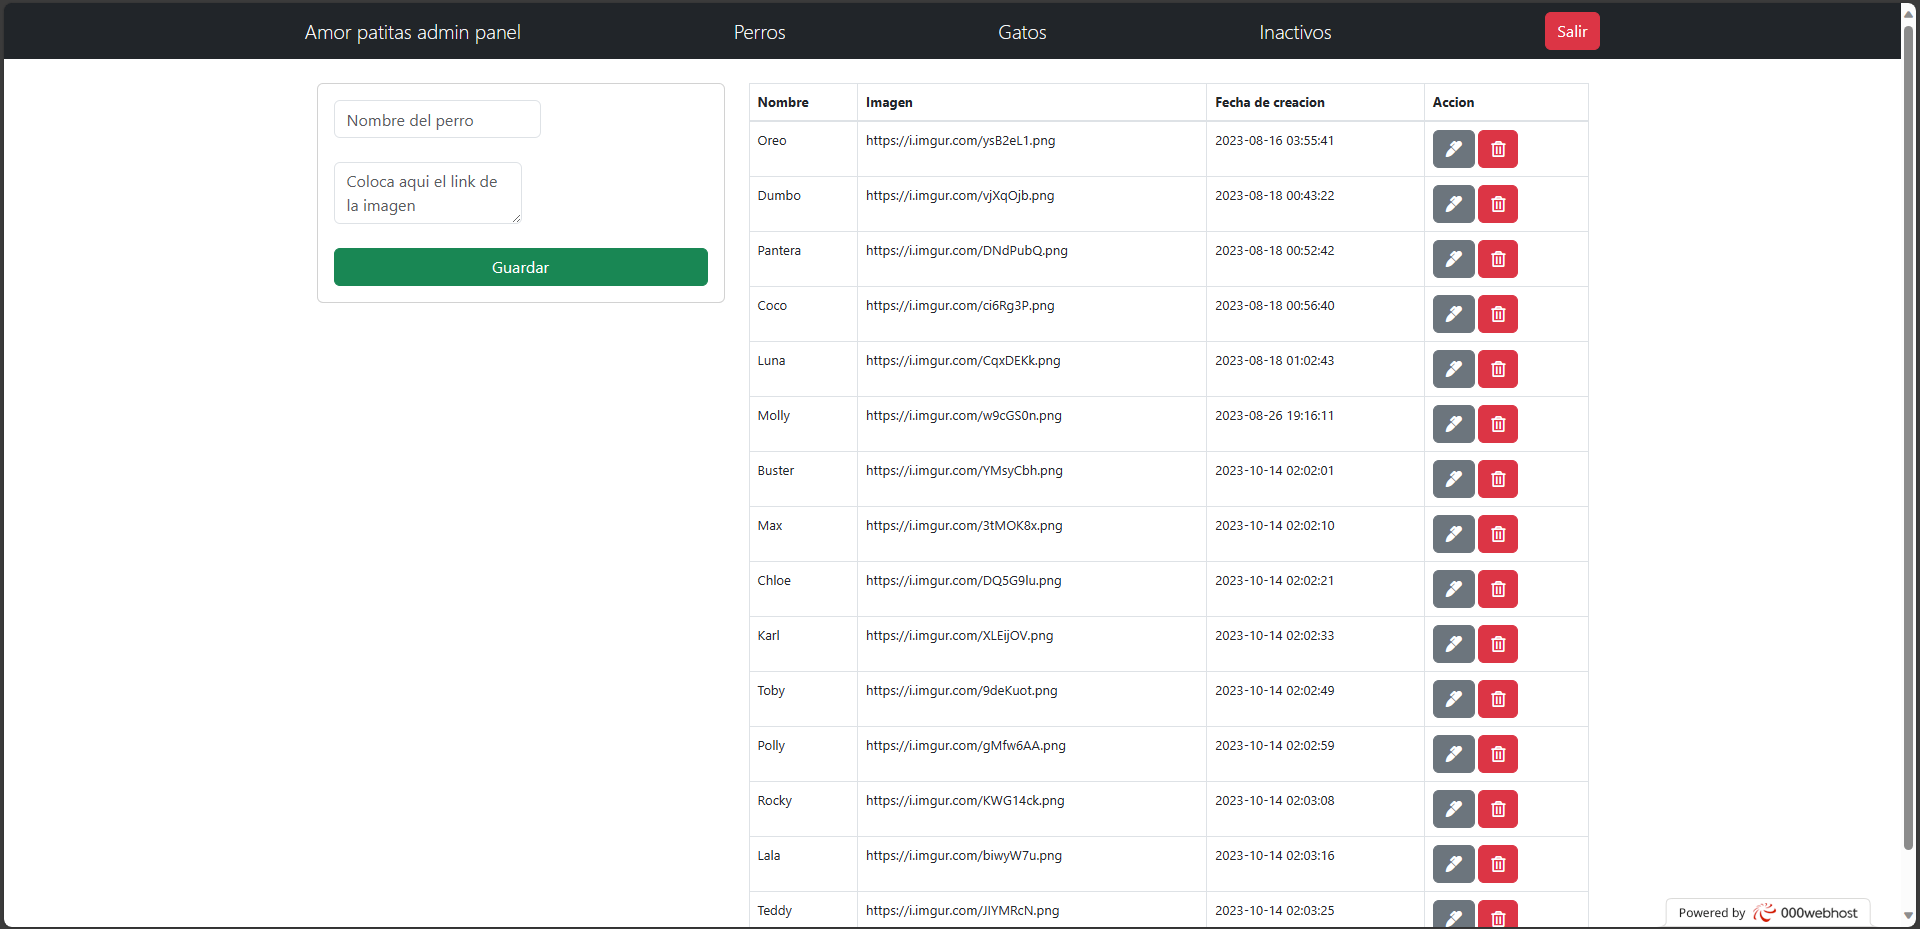 Amor patitas admin panel Perros Gatos Inactivos Salir
Nombre del perro
Coloca aqui el link de
la imagen
Guardar
Nombre Imagen Fecha de creacion Accion
Oreo https://i.imgur.com/ysB2eL1.png 2023-08-16 03:55:41
Dumbo https://i.imgur.com/vjXqOjb.png 2023-08-18 00:43:22
Pantera https://i.imgur.com/DNdPubQ.png 2023-08-18 00:52:42
Coco https://i.imgur.com/ci6Rg3P.png 2023-08-18 00:56:40
Luna https://i.imgur.com/CqxDEKk.png 2023-08-18 01:02:43
Molly https://i.imgur.com/w9cGS0n.png 2023-08-26 19:16:11
Buster https://i.imgur.com/YMsyCbh.png 2023-10-14 02:02:01
Max https://i.imgur.com/3tMOK8x.png 2023-10-14 02:02:10
Chloe https://i.imgur.com/DQ5G9lu.png 2023-10-14 02:02:21
Karl https://i.imgur.com/XLEijOV.png 2023-10-14 02:02:33
Toby https://i.imgur.com/9deKuot.png 2023-10-14 02:02:49
Polly https://i.imgur.com/gMfw6AA.png 2023-10-14 02:02:59
Rocky https://i.imgur.com/KWG14ck.png 2023-10-14 02:03:08
Lala https://i.imgur.com/biwyW7u.png 2023-10-14 02:03:16
Teddy https://i.imgur.com/JIYMRcN.png 2023-10-14 02:03:25
Powered by 000webhost